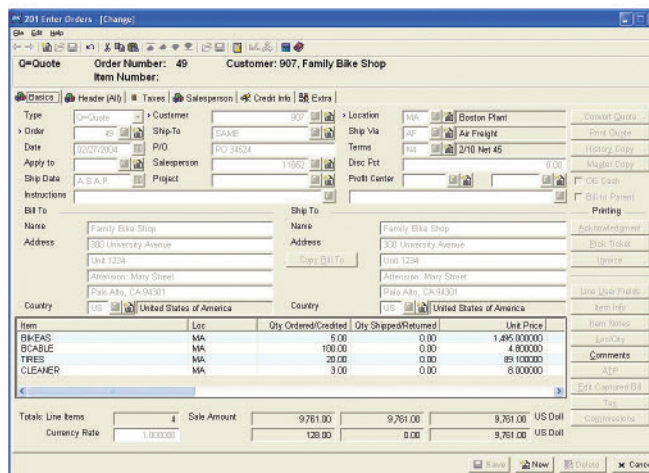 201 Enter Orders - [Change]
File Edit Help
Q=Quote Order Number: 49 Customer: 907, Family Bike Shop
Item Number:
Basics Header (All) Taxes Salesperson Credit Info Extra
Type Q=Quote Customer 907 Location MA Boston Plant Convert Quote
Order 49 Ship-To SAME Ship Via AF Air Freight Print Quote
Date 02/27/2004 P/O PO 34524 Terms N4 2/10 Net 45 History Copy
Apply to Salesperson 11052 Disc Pct 0.00 Master Copy
Ship Date A.S.A.P. Project Profit Center OG Cash
Instructions Bill to Parent
Bill To Ship To Printing
Name Family Bike Shop Name Family Bike Shop Acknowledgment
Address 300 University Avenue Address 300 University Avenue Pick Ticket
Unit 1234 Copy Bill To Unit 1234 Invoice
Attension: Mary Street Attension: Mary Street
Palo Alto, CA 94301 Palo Alto, CA 94301 Line User Fields
Country US United States of America Country US United States of America Item Info
Item Loc Qty Ordered/Credited Qty Shipped/Returned Unit Price Item Notes
BIKEAS MA 5.00 0.00 1,495.000000 Lot/Qty
BCABLE MA 100.00 0.00 4.800000 Comments
TIRES MA 20.00 0.00 89.100000 ATP
CLEANER MA 3.00 0.00 8.000000
Edit Captured Bill
Tax
Totals: Line Items 4 Sale Amount 9,761.00 9,761.00 9,761.00 US Doll Commissions
Currency Rate 1.000000 128.00 0.00 9,761.00 US Doll
Save New Delete Canc